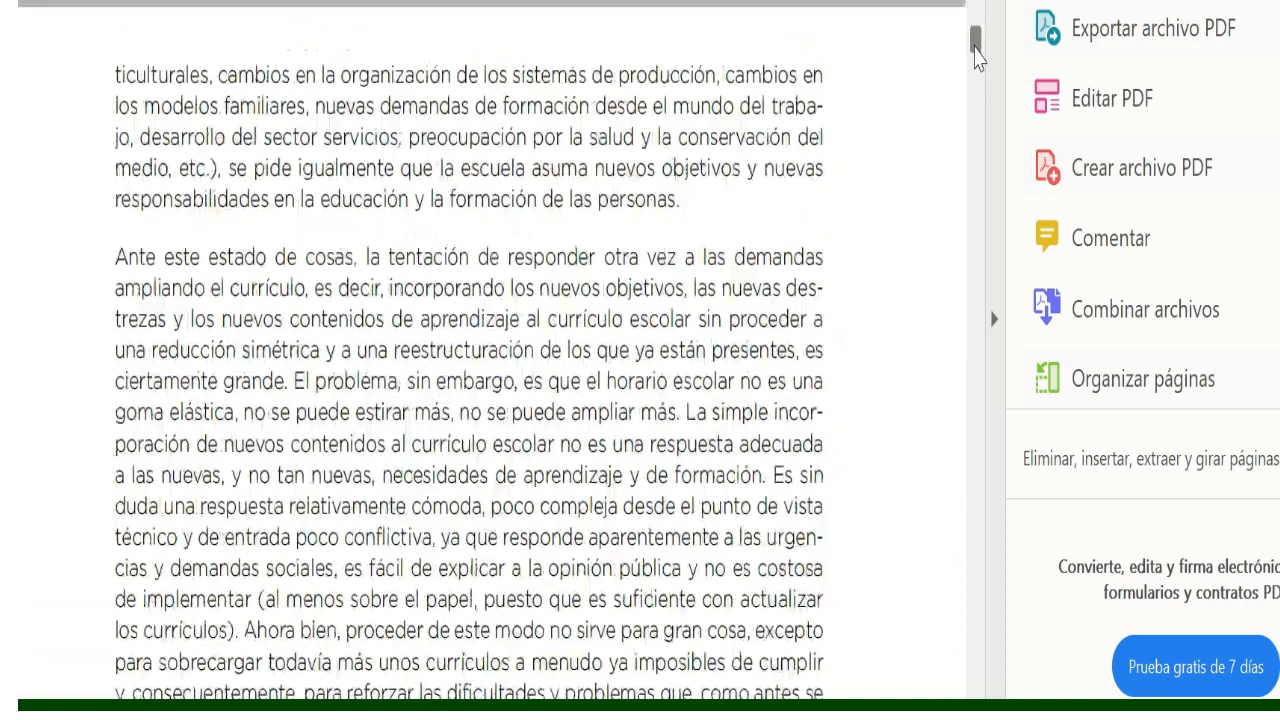 ticulturales, cambios en la organización de los sistemas de producción, cambios en
los modelos familiares, nuevas demandas de formación desde el mundo del traba-
jo, desarrollo del sector servicios, preocupación por la salud y la conservación del
medio, etc.), se pide igualmente que la escuela asuma nuevos objetivos y nuevas
responsabilidades en la educación y la formación de las personas.
Ante este estado de cosas, la tentación de responder otra vez a las demandas
ampliando el currículo, es decir, incorporando los nuevos objetivos, las nuevas des-
trezas y los nuevos contenidos de aprendizaje al currículo escolar sin proceder a
una reducción simétrica y a una reestructuración de los que ya están presentes, es
ciertamente grande. El problema, sin embargo, es que el horario escolar no es una
goma elástica, no se puede estirar más, no se puede ampliar más. La simple incor-
poración de nuevos contenidos al currículo escolar no es una respuesta adecuada
a las nuevas, y no tan nuevas, necesidades de aprendizaje y de formación. Es sin
duda una respuesta relativamente cómoda, poco compleja desde el punto de vista
técnico y de entrada poco conflictiva, ya que responde aparentemente a las urgen-
cias y demandas sociales, es fácil de explicar a la opinión pública y no es costosa
de implementar (al menos sobre el papel, puesto que es suficiente con actualizar
los currículos). Ahora bien, proceder de este modo no sirve para gran cosa, excepto
para sobrecargar todavía más unos currículos a menudo ya imposibles de cumplir
y consecuentemente, para reforzar las dificultades y problemas que, como antes se
Exportar archivo PDF
Editar PDF
Crear archivo PDF
Comentar
Combinar archivos
Organizar páginas
Eliminar, insertar, extraer y girar páginas
Convierte, edita y firma electrónic
formularios y contratos PD
Prueba gratis de 7 días